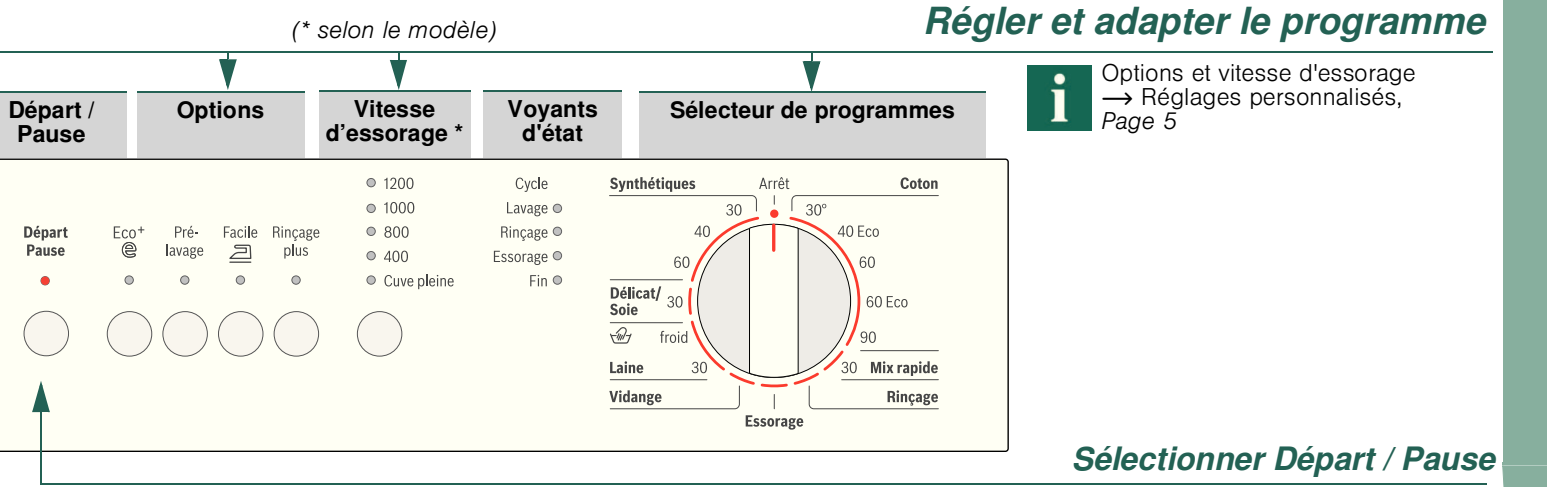 (* selon le modèle)
Régler et adapter le programme
Départ /
Pause
Options
Vitesse
d’essorage *
Voyants
d'état
Sélecteur de programmes
i
Options et vitesse d'essorage
→ Réglages personnalisés,
Page 5
Départ
Pause
Eco+
Pré-
lavage
Facile
Rinçage
plus
1200
1000
800
400
Cuve pleine
Cycle
Lavage
Rinçage
Essorage
Fin
Synthétiques
Arrêt
Coton
30
30°
40
40 Eco
60
60
Délicat/
Soie
30
60 Eco
froid
90
Laine
30
30
Mix rapide
Vidange
Rinçage
Essorage
Sélectionner Départ / Pause